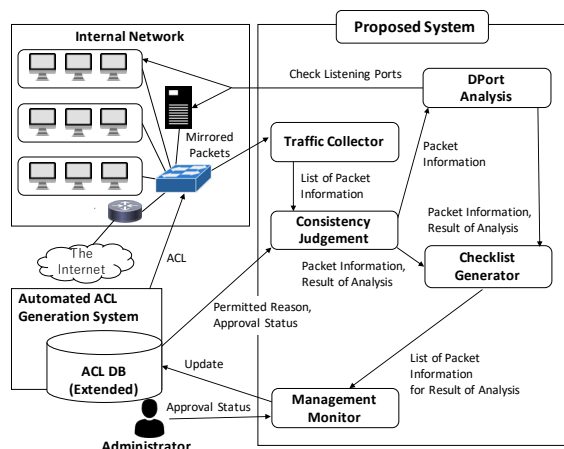 Internal Network
Proposed System
Check Listening Ports
DPort
Analysis
Mirrored
Packets
Traffic Collector
Packet
Information
List of Packet
Information
Consistency
Judgement
Packet Information,
Result of Analysis
Packet Information,
Result of Analysis
Checklist
Generator
The
Internet
ACL
Automated ACL
Generation System
Permitted Reason,
Approval Status
ACL DB
(Extended)
Update
List of Packet
Information
for Result of Analysis
Management
Monitor
Approval Status
Administrator